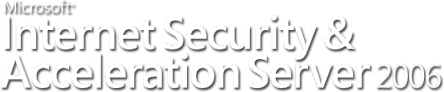 Microsoft®
Internet Security &
Acceleration Server 2006